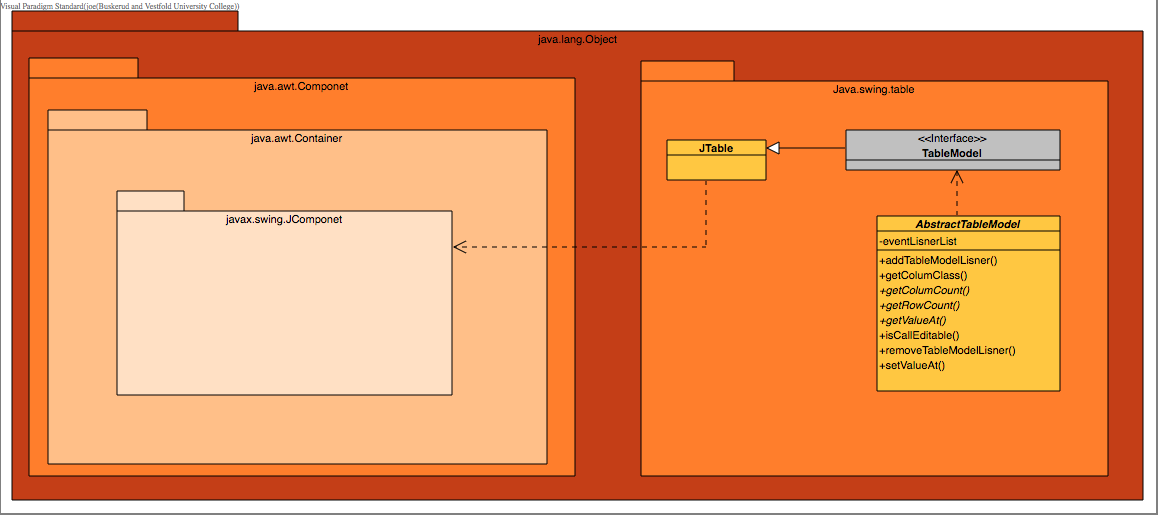 Visual Paradigm Standard(joe(Buskerud and Vestfold University College))
java.lang.Object
java.awt.Componet
java.awt.Container
javax.swing.JComponet
Java.swing.table
JTable
<<Interface>>
TableModel
AbstractTableModel
-eventLisnerList
+addTableModelLisner()
+getColumClass()
+getColumCount()
+getRowCount()
+getValueAt()
+isCallEditable()
+removeTableModelLisner()
+setValueAt()